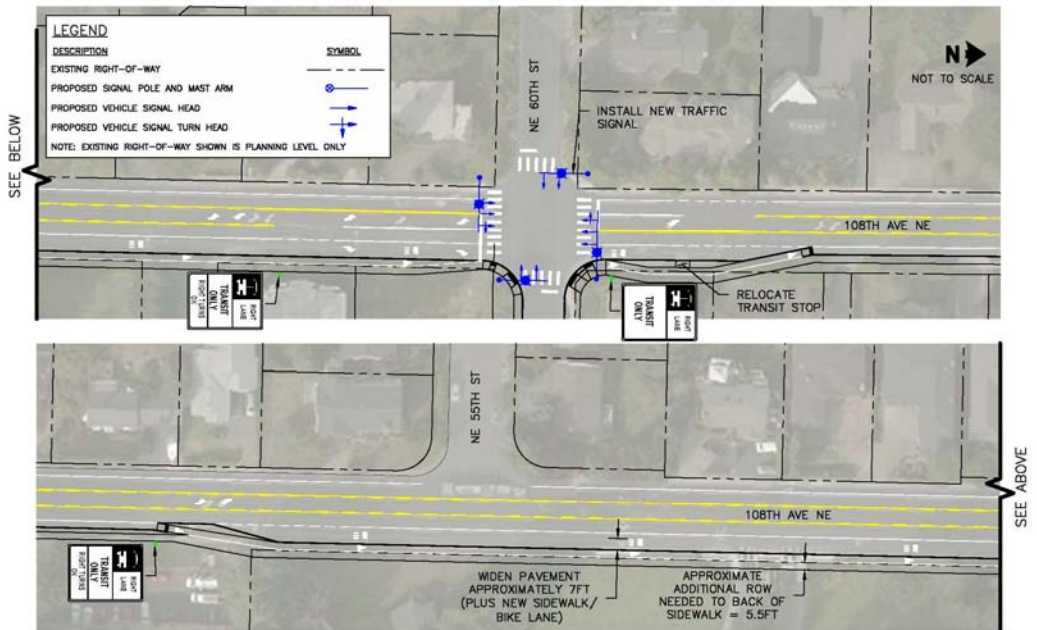 LEGEND
DESCRIPTION
SYMBOL
EXISTING RIGHT-OF-WAY
PROPOSED SIGNAL POLE AND MAST ARM
PROPOSED VEHICLE SIGNAL HEAD
PROPOSED VEHICLE SIGNAL TURN HEAD
NOTE: EXISTING RIGHT-OF-WAY SHOWN IS PLANNING LEVEL ONLY
N
NOT TO SCALE
SEE BELOW
NE 60TH ST
INSTALL NEW TRAFFIC
SIGNAL
108TH AVE NE
RIGHT
LANE
TRANSIT
ONLY
RIGHT TURNS
OK
RIGHT
LANE
TRANSIT
ONLY
RELOCATE
TRANSIT STOP
NE 55TH ST
SEE ABOVE
108TH AVE NE
RIGHT
LANE
TRANSIT
ONLY
RIGHT TURNS
OK
WIDEN PAVEMENT
APPROXIMATELY 7FT
(PLUS NEW SIDEWALK/
BIKE LANE)
APPROXIMATE
ADDITIONAL ROW
NEEDED TO BACK OF
SIDEWALK = 5.5FT